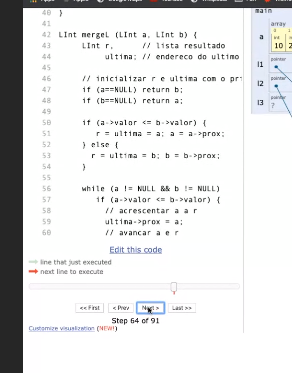 main
40 }
41
42 LInt mergeL (LInt a, LInt b) {
43 LInt r, // lista resultado
44 ultima; // endereco do ultimo
45
46 // inicializar r e ultima com o pri
47 if (a==NULL) return b;
48 if (b==NULL) return a;
49
50 if (a->valor <= b->valor) {
51 r = ultima = a; a = a->prox;
52 } else {
53 r = ultima = b; b = b->prox;
54 }
55
56 while (a != NULL && b != NULL)
57 if (a->valor <= b->valor) {
58 // acrescentar a a r
59 ultima->prox = a;
60 // avancar a e r
Edit this code
line that just executed
next line to execute
<< First < Prev Next > Last >>
Step 64 of 91
Customize visualization (NEW!)
array
a
int
10 2
l1 pointer
l2 pointer
l3 pointer
?